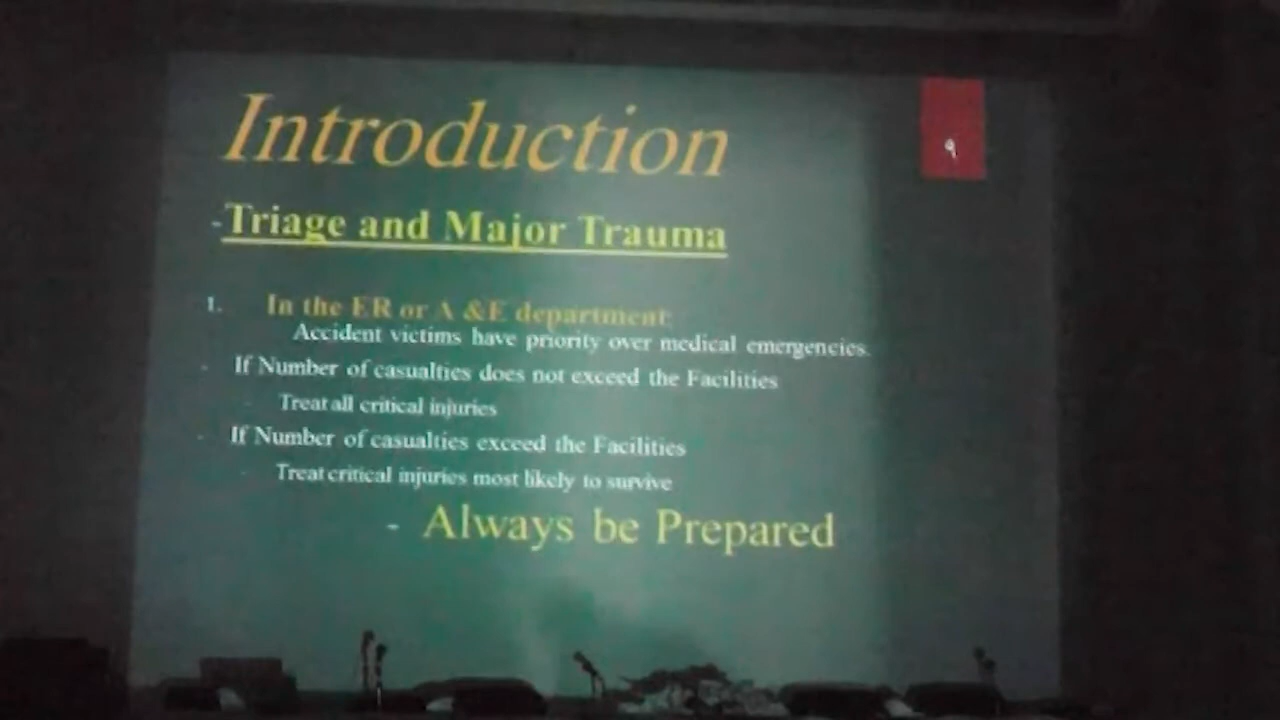 Introduction
-Triage and Major Trauma
1. In the ER or A &E department:
Accident victims have priority over medical emergencies.
- If Number of casualties does not exceed the Facilities
- Treat all critical injuries
- If Number of casualties exceed the Facilities
- Treat critical injuries most likely to survive
- Always be Prepared